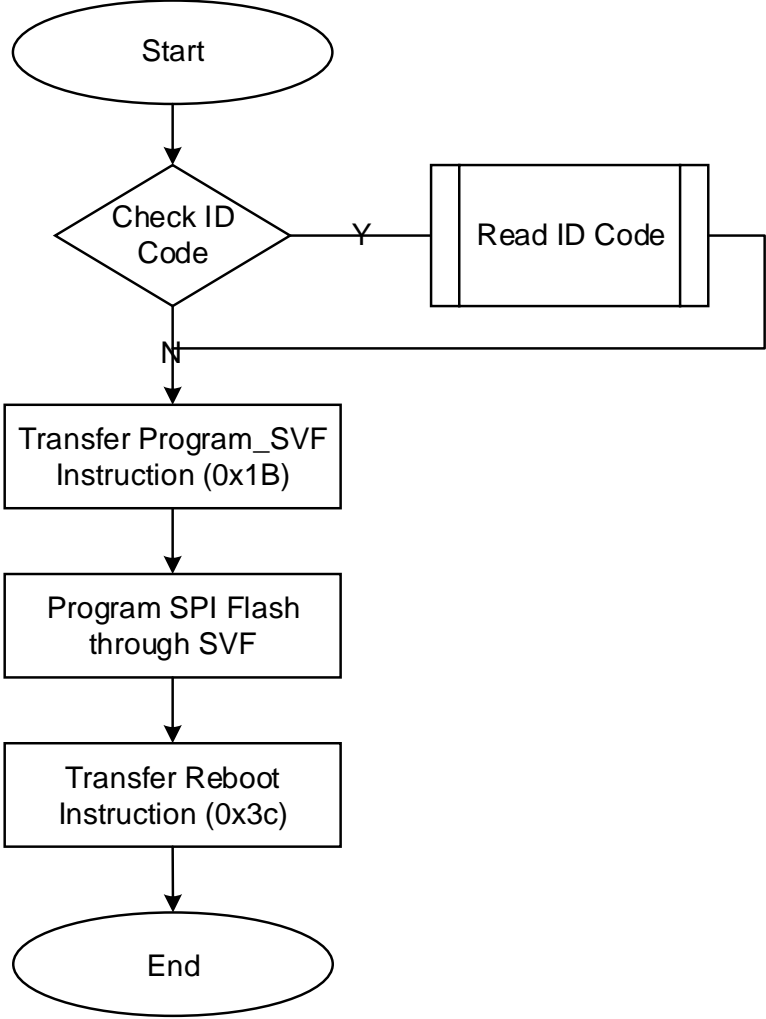 Start
Check ID
Code
Y
Read ID Code
N
Transfer Program_SVF
Instruction (0x1B)
Program SPI Flash
through SVF
Transfer Reboot
Instruction (0x3c)
End